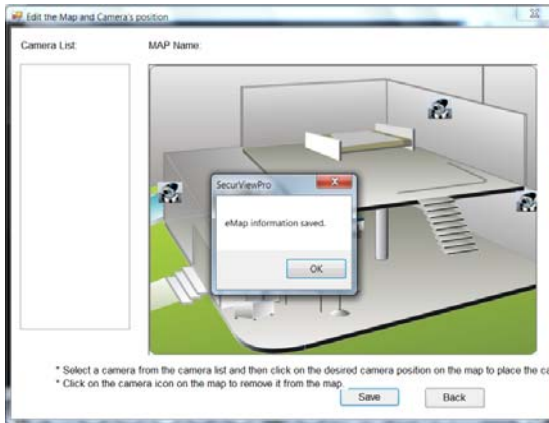 Edit the Map and Camera's position
Camera List:
MAP Name:
SecurViewPro
eMap information saved.
OK
* Select a camera from the camera list and then click on the desired camera position on the map to place the ca
* Click on the camera icon on the map to remove it from the map.
Save
Back